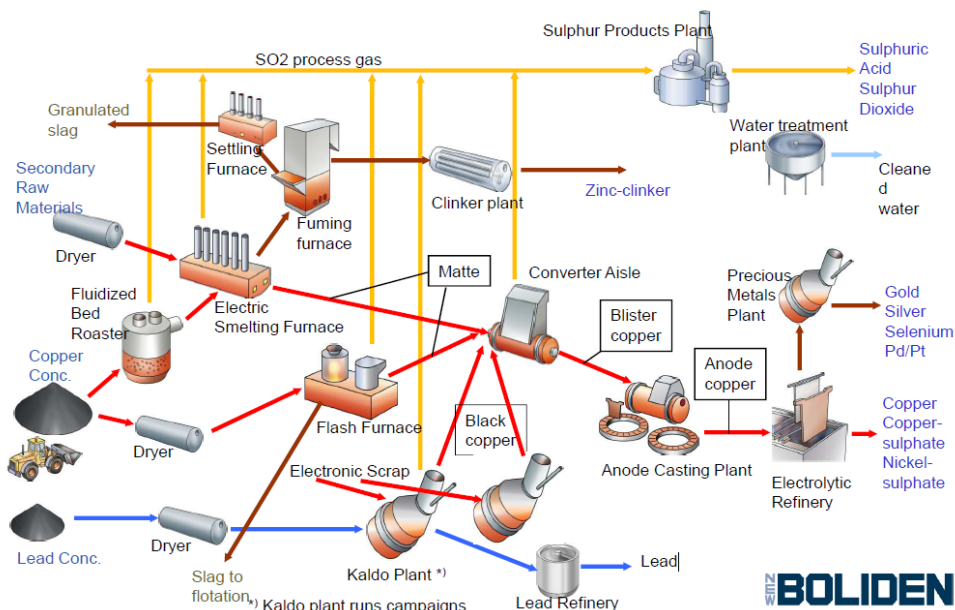 Sulphur Products Plant
SO2 process gas
Sulphuric
Acid
Sulphur
Dioxide
Granulated
slag
Settling
Furnace
Water treatment
plant
Secondary
Raw
Materials
Cleane
d
water
Zinc-clinker
Clinker plant
Fuming
furnace
Dryer
Matte
Converter Aisle
Precious
Metals
Plant
Fluidized
Bed
Roaster
Electric
Smelting Furnace
Gold
Silver
Selenium
Pd/Pt
Blister
copper
Copper
Conc.
Anode
copper
Flash Furnace
Black
copper
Copper
Copper-
sulphate
Nickel-
sulphate
Dryer
Anode Casting Plant
Electronic Scrap
Electrolytic
Refinery
Lead Conc.
Dryer
Lead
Kaldo Plant *)
Slag to
flotation
*) Kaldo plant runs campaigns
Lead Refinery
NEW
BOLIDEN